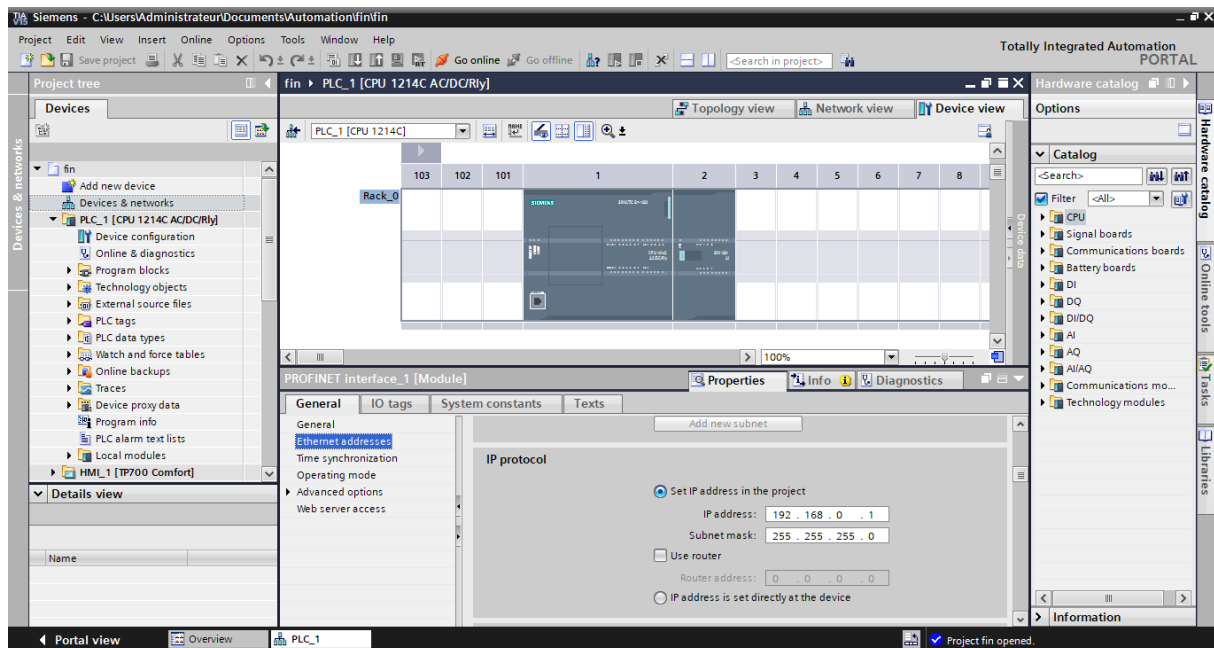 Siemens - C:\Users\Administrateur\Documents\Automation\fin\fin
Project Edit View Insert Online Options Tools Window Help
Totally Integrated Automation
PORTAL
Save project
Go online
Go offline
<Search in project>
Project tree
Devices
Devices & networks
fin
Add new device
Devices & networks
PLC_1 [CPU 1214C AC/DC/Rly]
Device configuration
Online & diagnostics
Program blocks
Technology objects
External source files
PLC tags
PLC data types
Watch and force tables
Online backups
Traces
Device proxy data
Program info
PLC alarm text lists
Local modules
HMI_1 [TP700 Comfort]
Details view
Name
fin PLC_1 [CPU 1214C AC/DC/Rly]
Topology view
Network view
Device view
PLC_1 [CPU 1214C]
103 102 101 1 2 3 4 5 6 7 8
Rack_0
SIEMENS
Device data
100%
PROFINET interface_1 [Module]
Properties
Info
Diagnostics
General
IO tags
System constants
Texts
General
Ethernet addresses
Time synchronization
Operating mode
Advanced options
Web server access
Add new subnet
IP protocol
Set IP address in the project
IP address: 192 . 168 . 0 . 1
Subnet mask: 255 . 255 . 255 . 0
Use router
Router address: 0 . 0 . 0 . 0
IP address is set directly at the device
Hardware catalog
Options
Catalog
<Search>
Filter <All>
CPU
Signal boards
Communications boards
Battery boards
DI
DQ
DI/DQ
AI
AQ
AI/AQ
Communications mo...
Technology modules
Information
Hardware catalog
Online tools
Tasks
Libraries
Portal view
Overview
PLC_1
Project fin opened.